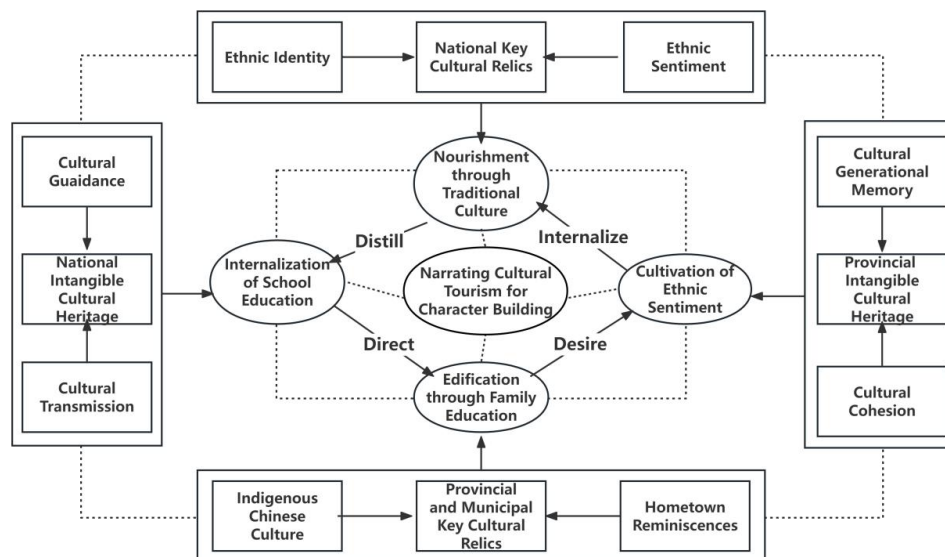 Ethnic Identity
National Key
Cultural Relics
Ethnic
Sentiment
Cultural
Guaidance
National
Intangible
Cultural
Heritage
Cultural
Transmission
Nourishment
through
Traditional
Culture
Distill
Internalize
Internalization
of School
Education
Narrating Cultural
Tourism for
Character Building
Cultivation of
Ethnic
Sentiment
Direct
Desire
Edification
through Family
Education
Cultural
Generational
Memory
Provincial
Intangible
Cultural
Heritage
Cultural
Cohesion
Indigenous
Chinese
Culture
Provincial
and Municipal
Key Cultural
Relics
Hometown
Reminiscences